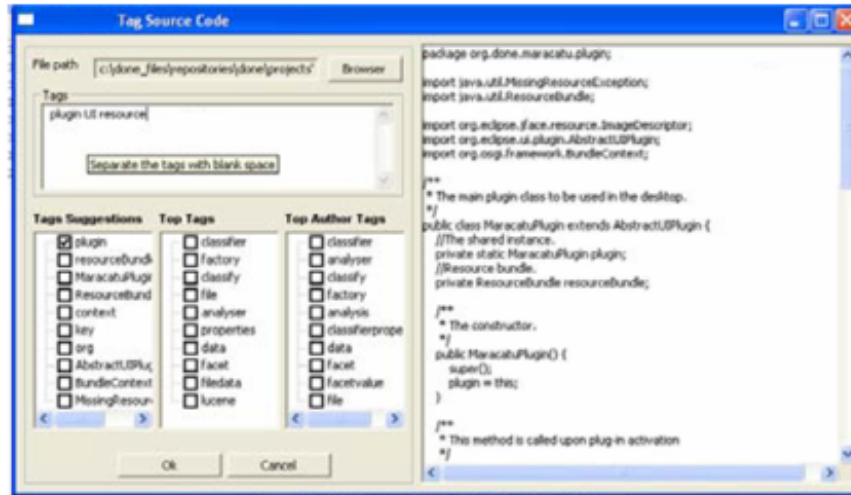 Tag Source Code
File path
c:\done_files\repositories\done\projects"
Browser
Tags
plugin UI resource
Separate the tags with blank space
Tags Suggestions
plugin
resourceBundl
MaracatuPlugir
ResourceBund
context
key
org
AbstractUIPlug
BundleContext
MissingResour
Top Tags
classifier
factory
classify
file
analyser
properties
data
facet
filedata
lucene
Top Author Tags
classifier
analyser
classify
factory
analysis
classifierprope
data
facet
facetvalue
file
Ok
Cancel
package org.done.maracatu.plugin;
import java.util.MissingResourceException;
import java.util.ResourceBundle;
import org.eclipse.jface.resource.ImageDescriptor;
import org.eclipse.ui.plugin.AbstractUIPlugin;
import org.osgi.framework.BundleContext;
/**
* The main plugin class to be used in the desktop.
*/
public class MaracatuPlugin extends AbstractUIPlugin {
//The shared instance.
private static MaracatuPlugin plugin;
//Resource bundle.
private ResourceBundle resourceBundle;
/**
* The constructor.
*/
public MaracatuPlugin() {
super();
plugin = this;
}
/**
* This method is called upon plug-in activation
*/